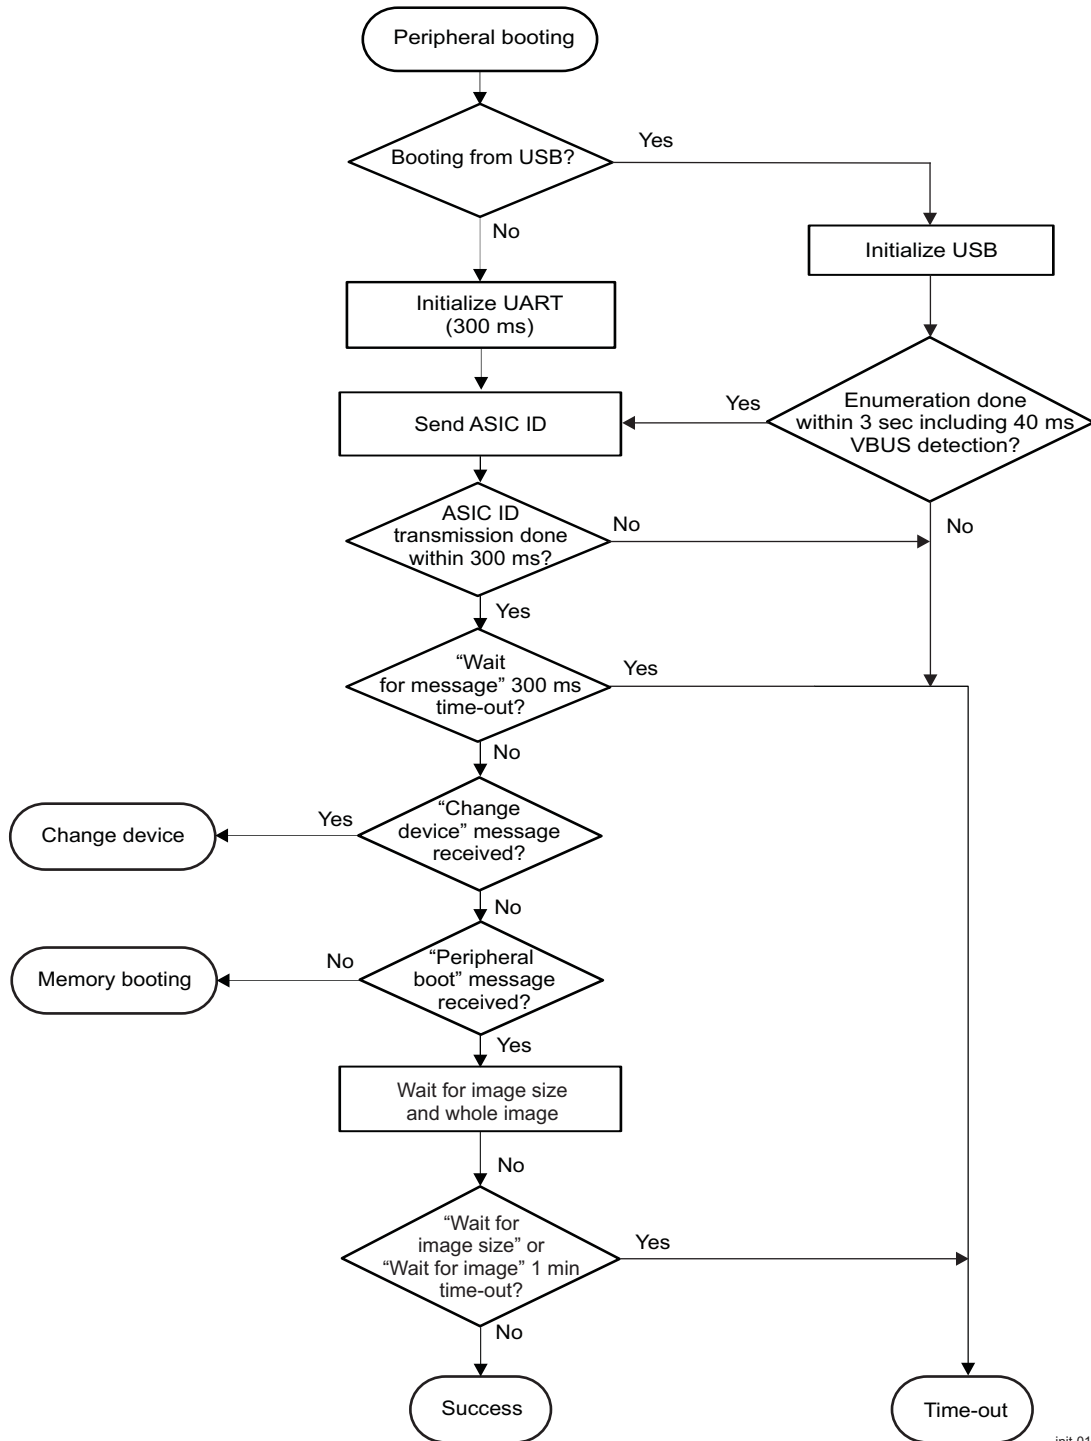 Peripheral booting
Booting from USB?
Yes
No
Initialize USB
Initialize UART
(300 ms)
Enumeration done
within 3 sec including 40 ms
VBUS detection?
Yes
Send ASIC ID
No
ASIC ID
transmission done
within 300 ms?
No
Yes
“Wait
for message” 300 ms
time-out?
Yes
No
“Change
device” message
received?
Yes
Change device
No
“Peripheral
boot” message
received?
No
Memory booting
Yes
Wait for image size
and whole image
No
“Wait for
image size” or
“Wait for image” 1 min
time-out?
Yes
No
Success
Time-out